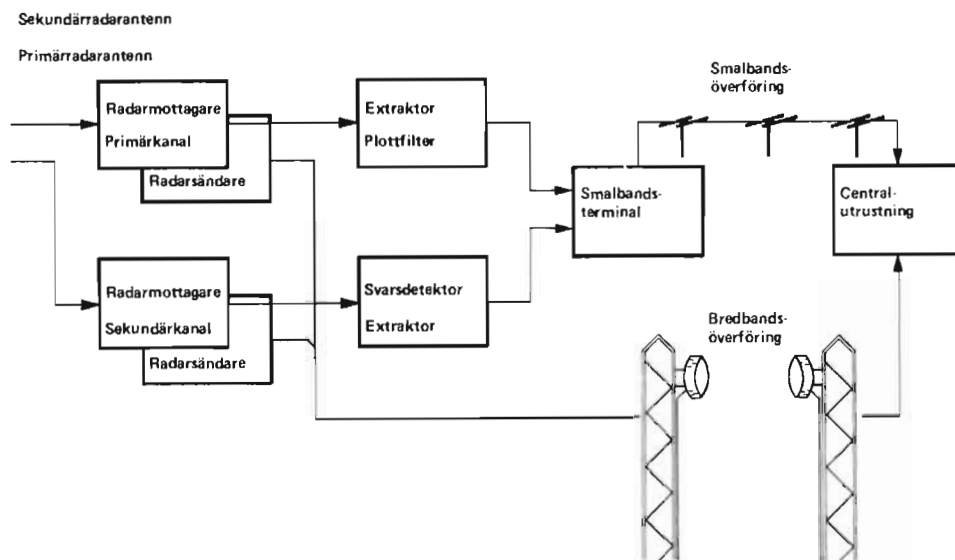 Sekundärradarantenn
Primärradarantenn
Radarmottagare
Primärkanal
Radarsändare
Extraktor
Plottfilter
Smalbands-
överföring
Smalbands-
terminal
Central-
utrustning
Radarmottagare
Sekundärkanal
Radarsändare
Svarsdetektor
Extraktor
Bredbands-
överföring